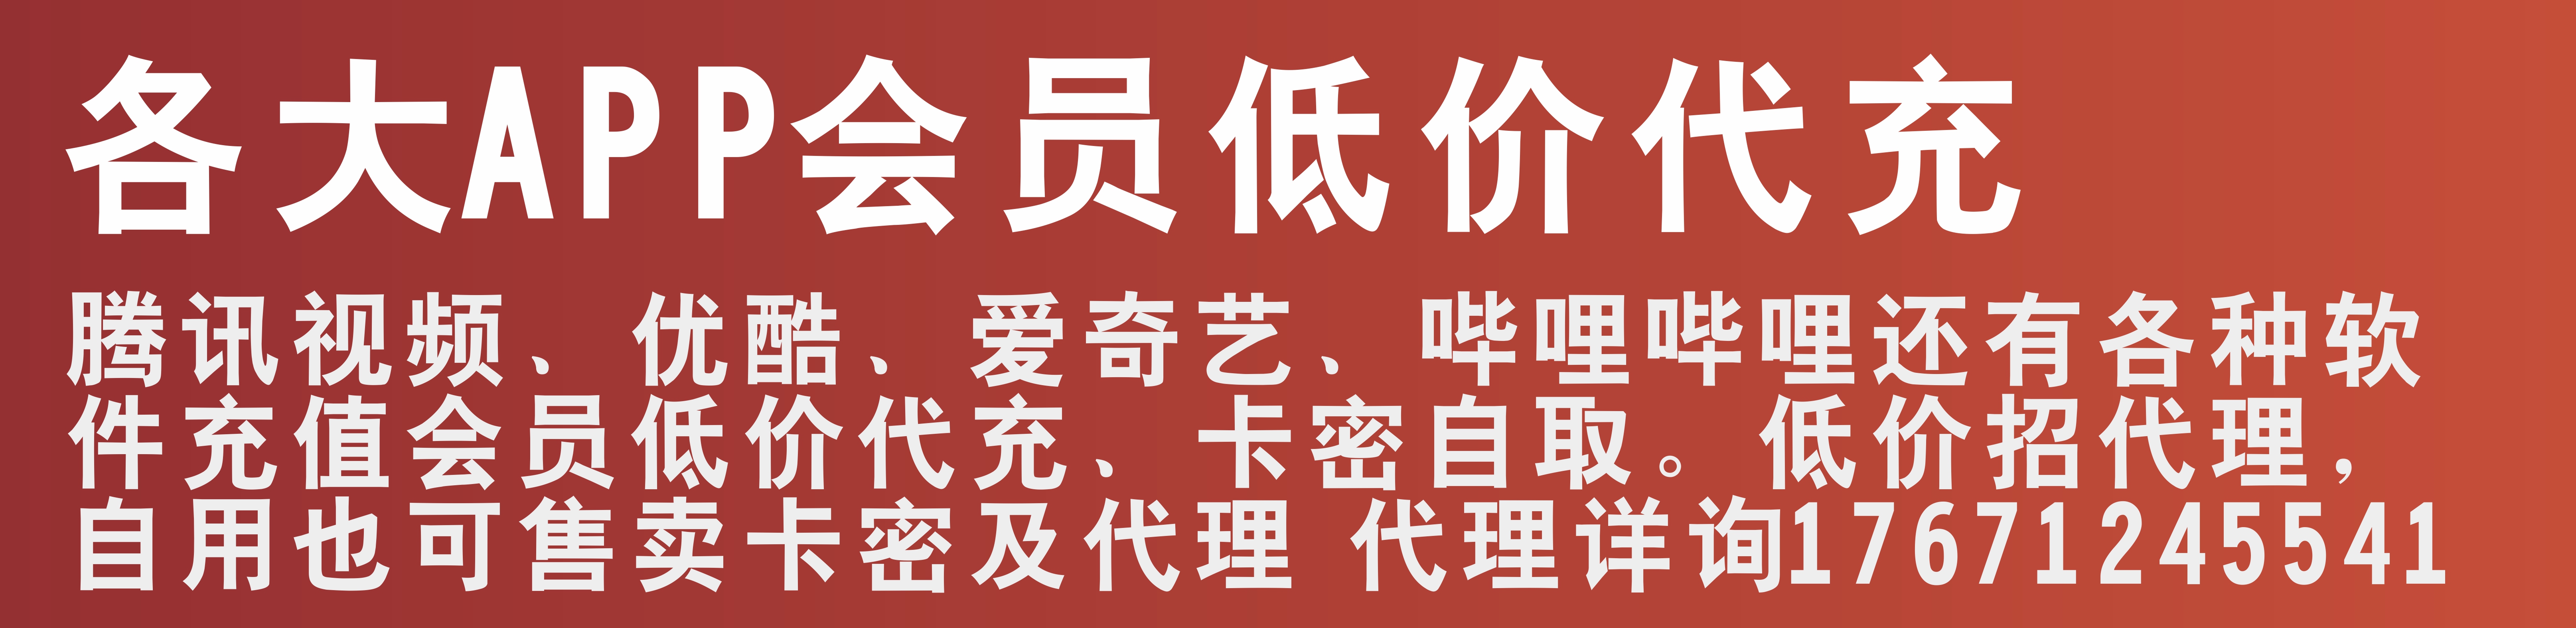 各大APP会员低价代充
腾讯视频、优酷、爱奇艺、哔哩哔哩还有各种软
件充值会员低价代充、卡密自取。低价招代理，
自用也可售卖卡密及代理 代理详询17671245541